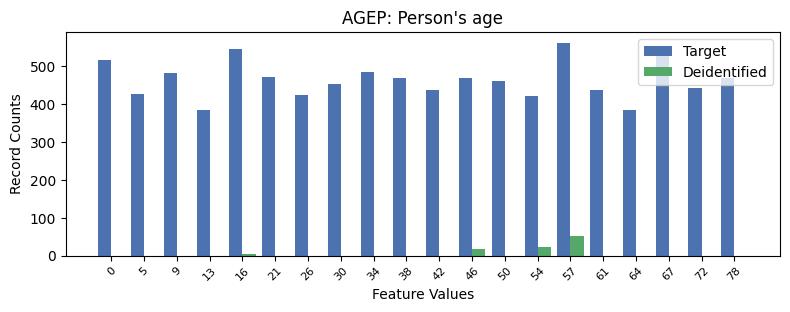 AGEP: Person's age
Target
Deidentified
Record Counts
500
400
300
200
100
0
0 5 9 13 16 21 26 30 34 38 42 46 50 54 57 61 64 67 72 78
Feature Values